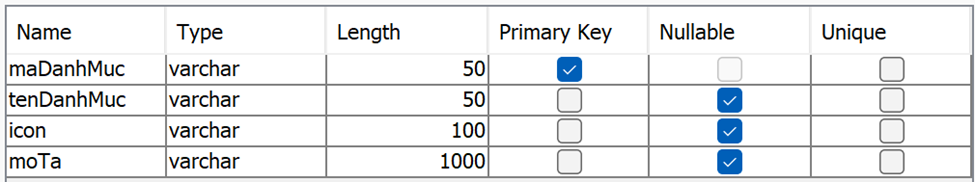 Name Type Length Primary Key Nullable Unique
maDanhMuc varchar 50
tenDanhMuc varchar 50
icon varchar 100
moTa varchar 1000